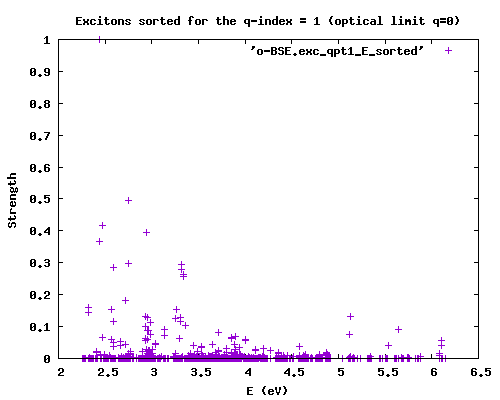 Excitons sorted for the q-index = 1 (optical limit q=0)
'o-BSE.exc_qpt1_E_sorted'
1
0.9
0.8
0.7
0.6
0.5
0.4
0.3
0.2
0.1
0
Strength
2 2.5 3 3.5 4 4.5 5 5.5 6 6.5
E (eV)